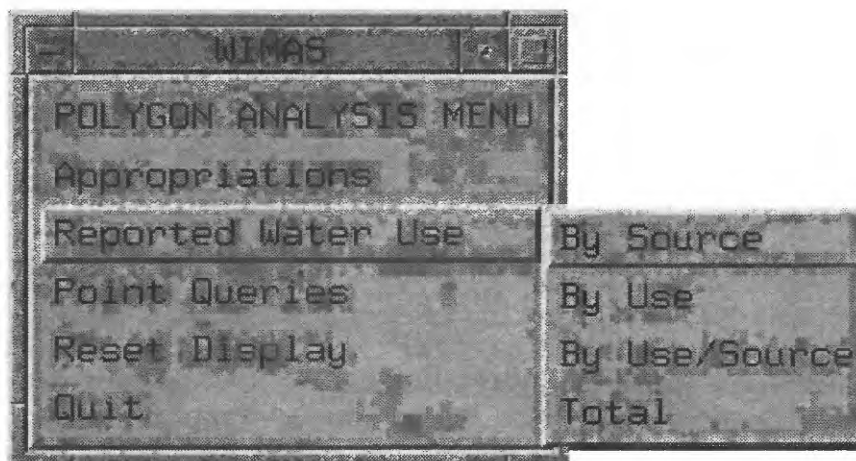 WIMAS
POLYGON ANALYSIS MENU
Appropriations
Reported Water Use
Point Queries
Reset Display
Quit
By Source
By Use
By Use/Source
Total